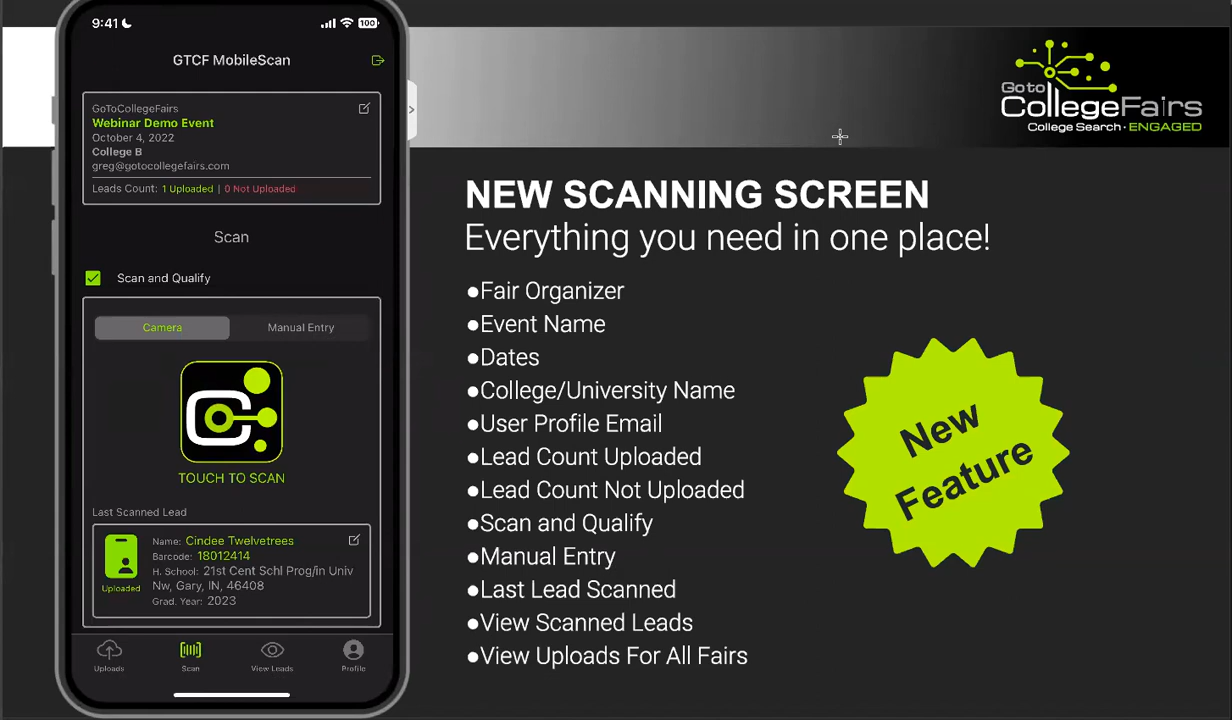 9:41
100
GTCF MobileScan
GoToCollegeFairs
Webinar Demo Event
October 4, 2022
College B
greg@gotocollegefairs.com
Leads Count: 1 Uploaded | 0 Not Uploaded
Scan
Scan and Qualify
Camera
Manual Entry
TOUCH TO SCAN
Last Scanned Lead
Name: Cindee Twelvetrees
Barcode: 18012414
H. School: 21st Cent Schl Prog/in Univ
Nw, Gary, IN, 46408
Grad. Year: 2023
Uploaded
Uploads
Scan
View Leads
Profile
Go to
CollegeFairs
College Search · ENGAGED
NEW SCANNING SCREEN
Everything you need in one place!
●Fair Organizer
●Event Name
●Dates
●College/University Name
●User Profile Email
●Lead Count Uploaded
●Lead Count Not Uploaded
●Scan and Qualify
●Manual Entry
●Last Lead Scanned
●View Scanned Leads
●View Uploads For All Fairs
New
Feature